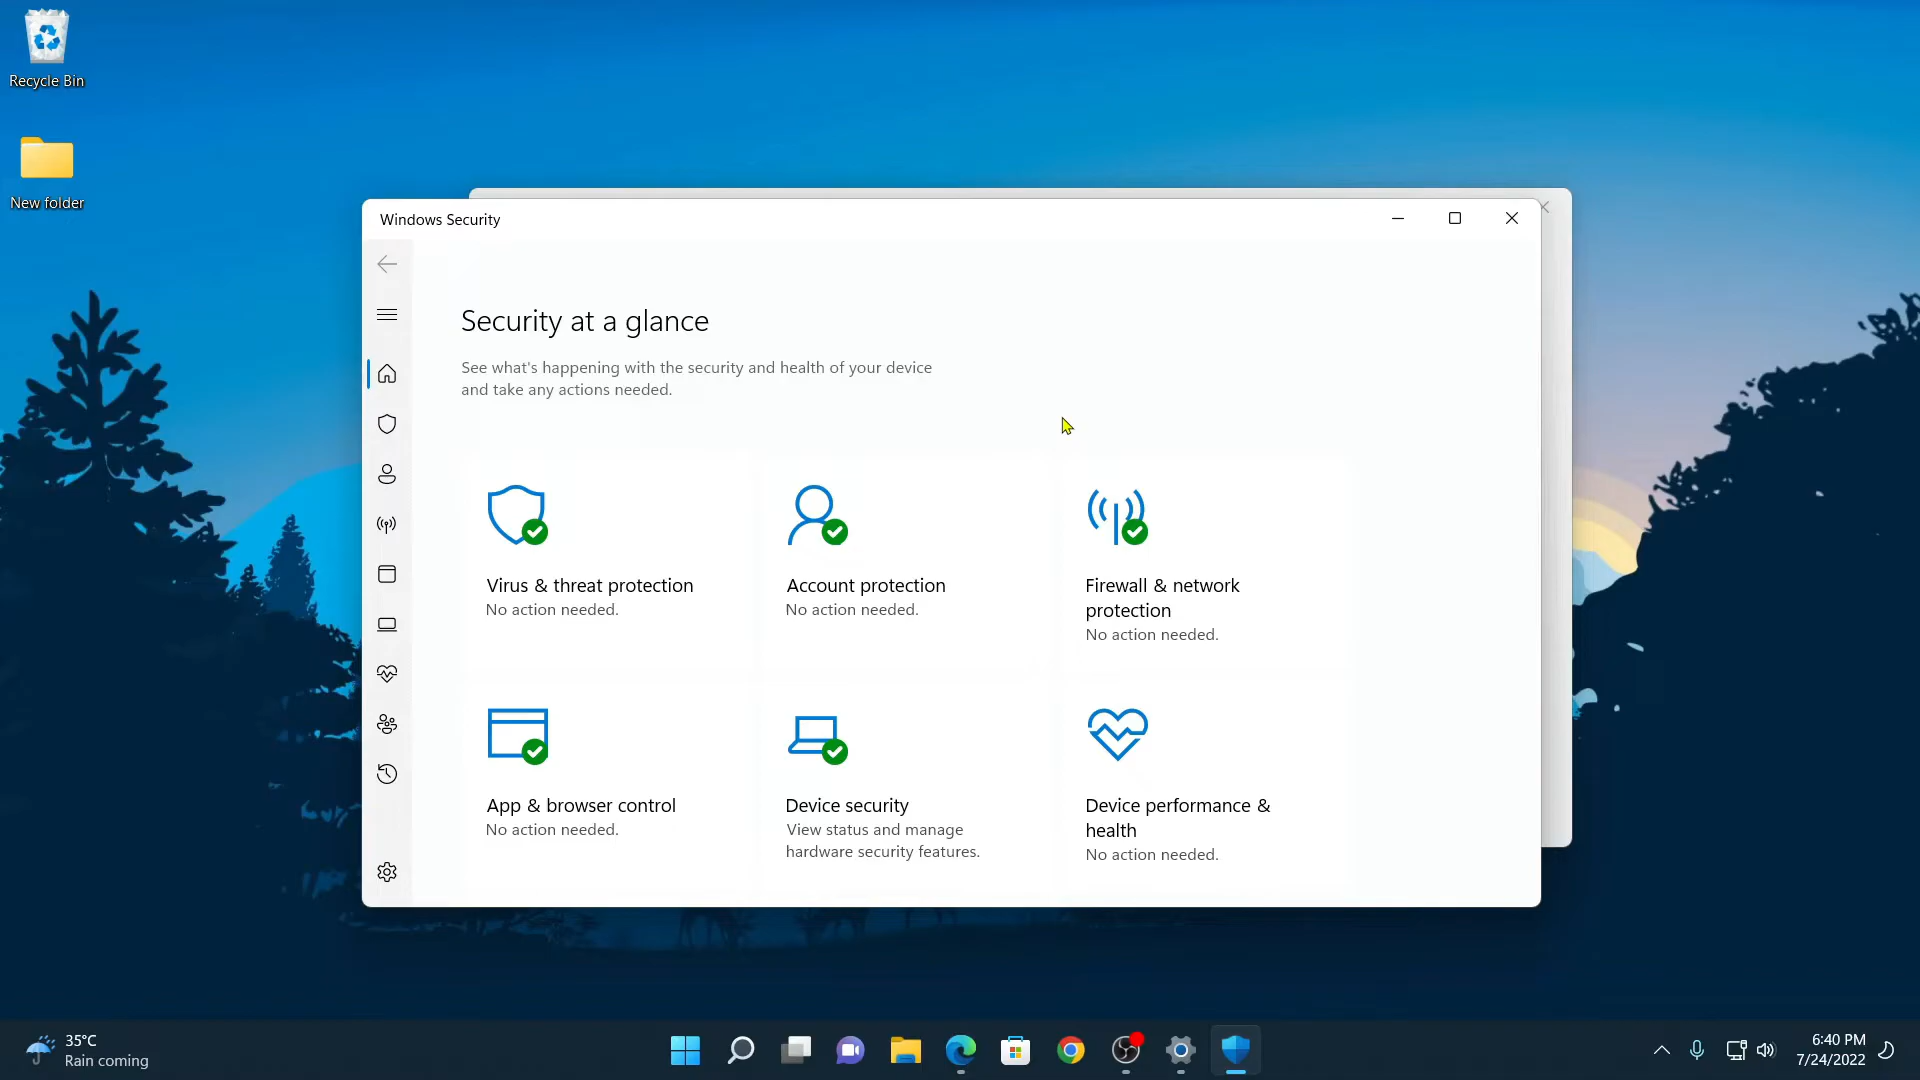 Recycle Bin
New folder
Windows Security
Security at a glance
See what's happening with the security and health of your device
and take any actions needed.
Virus & threat protection
No action needed.
Account protection
No action needed.
Firewall & network
protection
No action needed.
App & browser control
No action needed.
Device security
View status and manage
hardware security features.
Device performance &
health
No action needed.
35°C
Rain coming
6:40 PM
7/24/2022